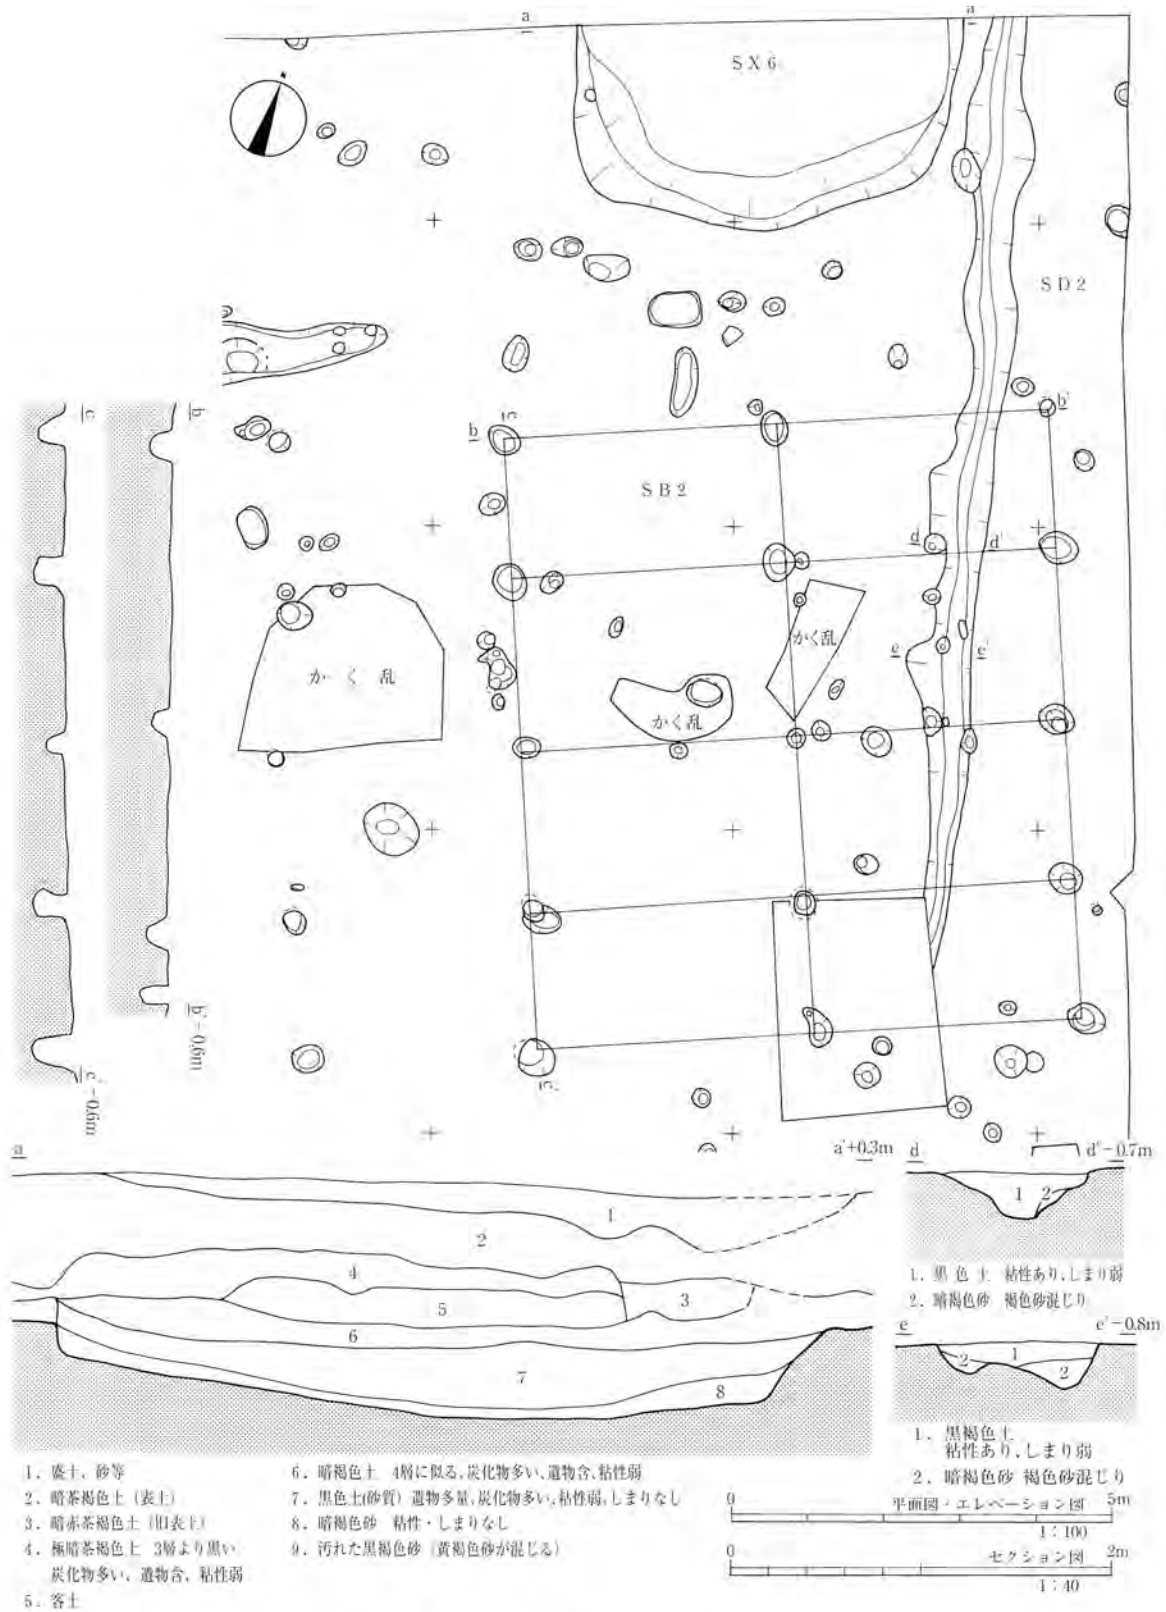 a
a'
SX6
SD2
c
b
b
c
b'
SB2
d
d'
かく乱
かく乱
かく乱
e
e'
b'-0.6m
c'-0.6m
c'
a
a'+0.3m
1
2
3
4
5
6
7
8
d
d'-0.7m
1
2
1. 黒色土 粘性あり、しまり弱
2. 暗褐色砂 褐色砂混じり
e
e'-0.8m
1
2
2
1. 黒褐色土
粘性あり、しまり弱
2. 暗褐色砂 褐色砂混じり
1. 盛土、砂等
2. 暗茶褐色土(表土)
3. 暗赤茶褐色土(旧表土)
4. 極暗茶褐色土 3層より黒い
炭化物多い、遺物含、粘性弱
5. 客土
6. 暗褐色土 4層に似る、炭化物多い、遺物含、粘性弱
7. 黒色土(砂質) 遺物多量、炭化物多い、粘性弱、しまりなし
8. 暗褐色砂 粘性・しまりなし
9. 汚れた黒褐色砂(黄褐色砂が混じる)
0 平面図・エレベーション図 5m
1:100
0 セクション図 2m
1:40